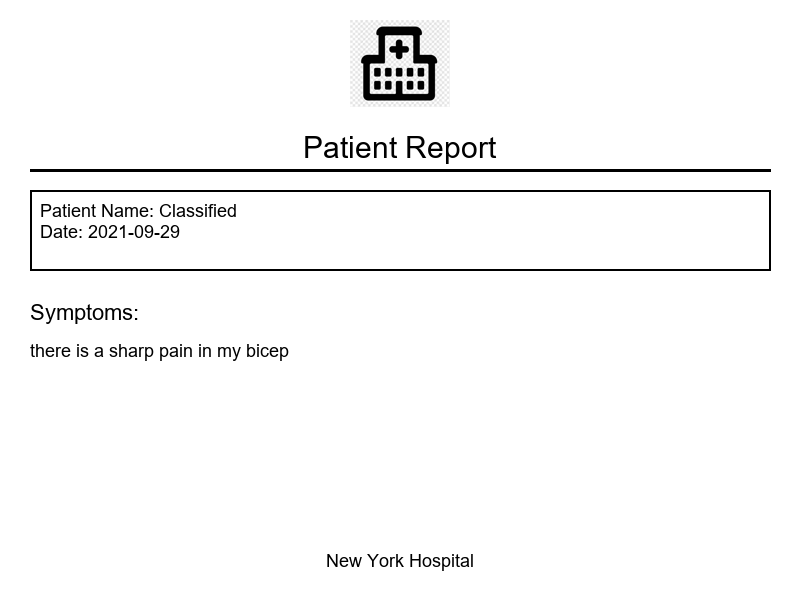 Patient Report
Patient Name: Classified
Date: 2021-09-29
Symptoms:
there is a sharp pain in my bicep
New York Hospital